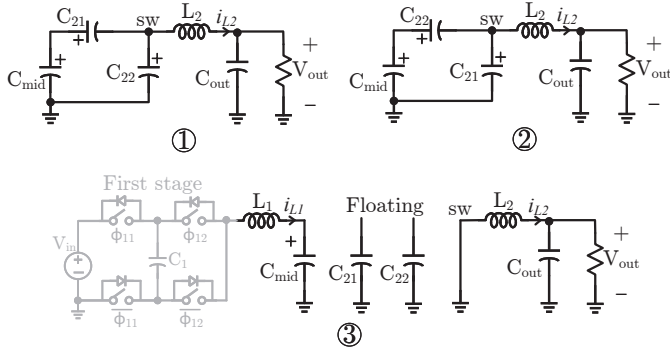 C21 sw L2 iL2
+
Cmid + C22 + Cout Vout + −
①
C22 sw L2 iL2
+
Cmid + C21 + Cout Vout + −
②
First stage
Vin + − ϕ11 ϕ12 C1 ϕ11 ϕ12
L1 iL1
+ Cmid
Floating
C21 C22
sw L2 iL2
Cout Vout + −
③